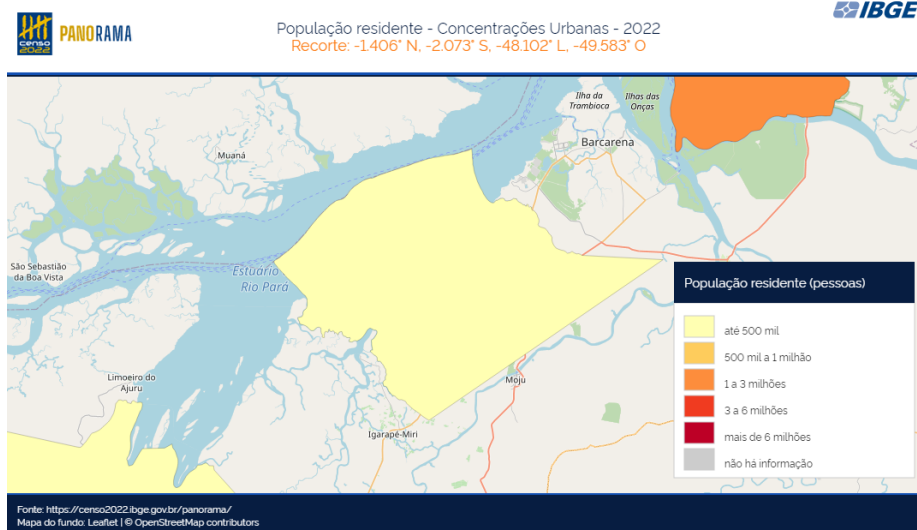 IBGE
censo
2022
PANORAMA
População residente - Concentrações Urbanas - 2022
Recorte: -1.406° N, -2.073° S, -48.102° L, -49.583° O
Ilha da
Trambioca
Ilhas das
Onças
Barcarena
Muaná
São Sebastião
da Boa Vista
Estuário
Rio Pará
Limoeiro do
Ajuru
Moju
Igarapé-Miri
População residente (pessoas)
até 500 mil
500 mil a 1 milhão
1 a 3 milhões
3 a 6 milhões
mais de 6 milhões
não há informação
Fonte: https://censo2022.ibge.gov.br/panorama/
Mapa do fundo: Leaflet | © OpenStreetMap contributors